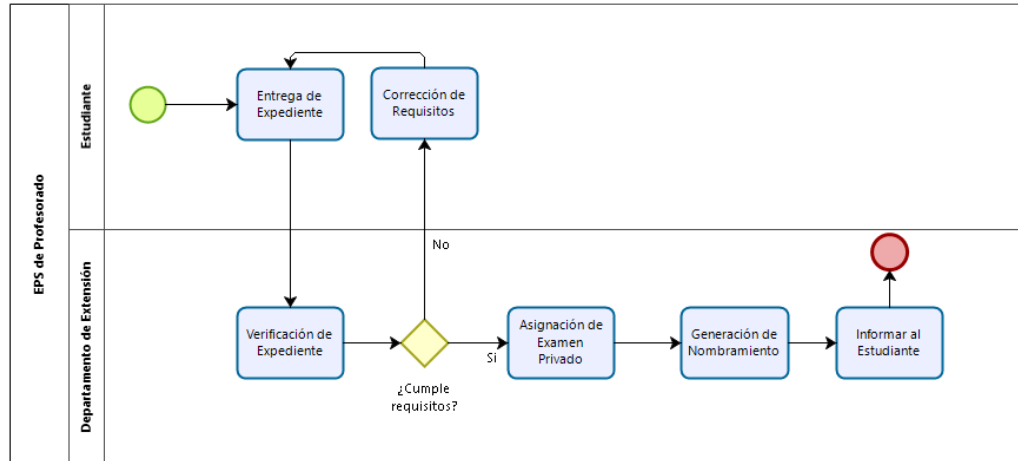 EPS de Profesorado
Estudiante
Entrega de
Expediente
Corrección de
Requisitos
No
Departamento de Extensión
Verificación de
Expediente
¿Cumple
requisitos?
Si
Asignación de
Examen
Privado
Generación de
Nombramiento
Informar al
Estudiante